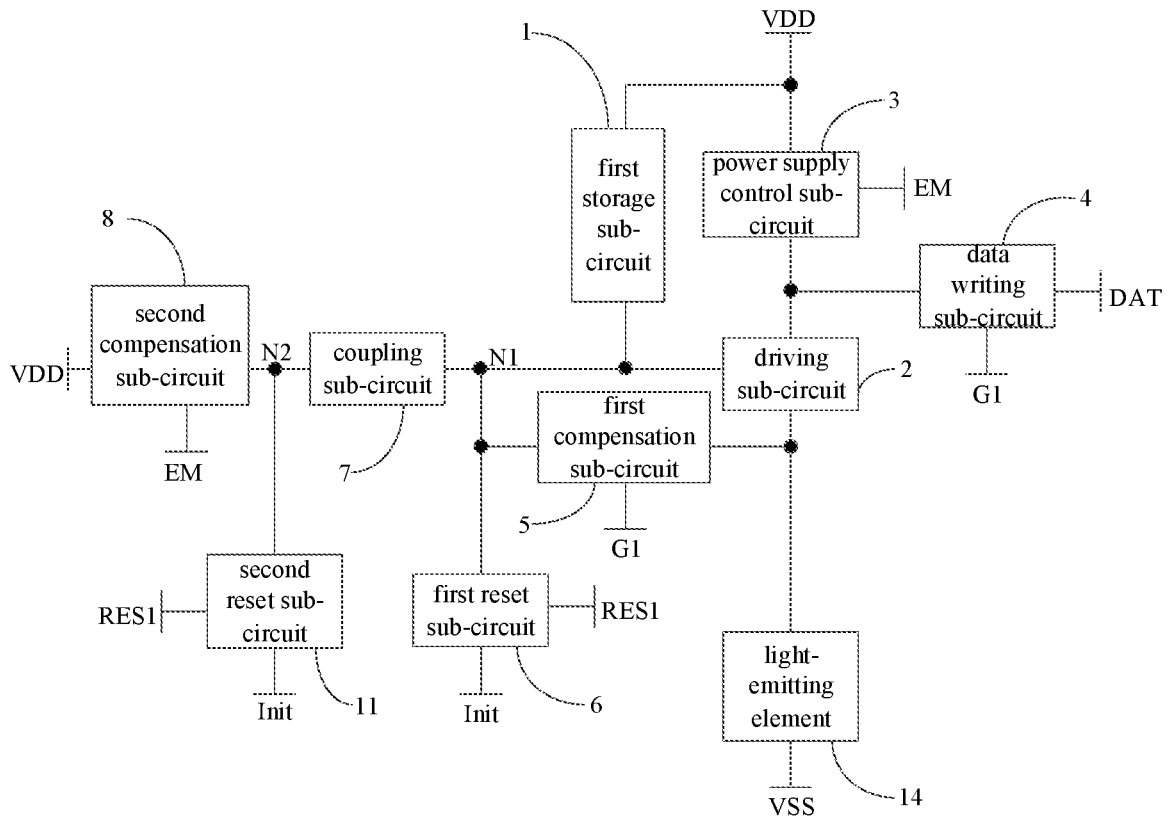 VDD
1
3
first
storage sub-
circuit
power supply
control sub-
circuit
EM
4
8
data
writing
sub-circuit
DAT
second
compensation
sub-circuit
VDD
N2
coupling
sub-circuit
N1
driving
sub-circuit
2
G1
first
compensation
sub-circuit
EM
7
5
G1
second
reset sub-
circuit
RES1
first reset
sub-circuit
RES1
light-
emitting
element
Init
11
Init
6
VSS
14